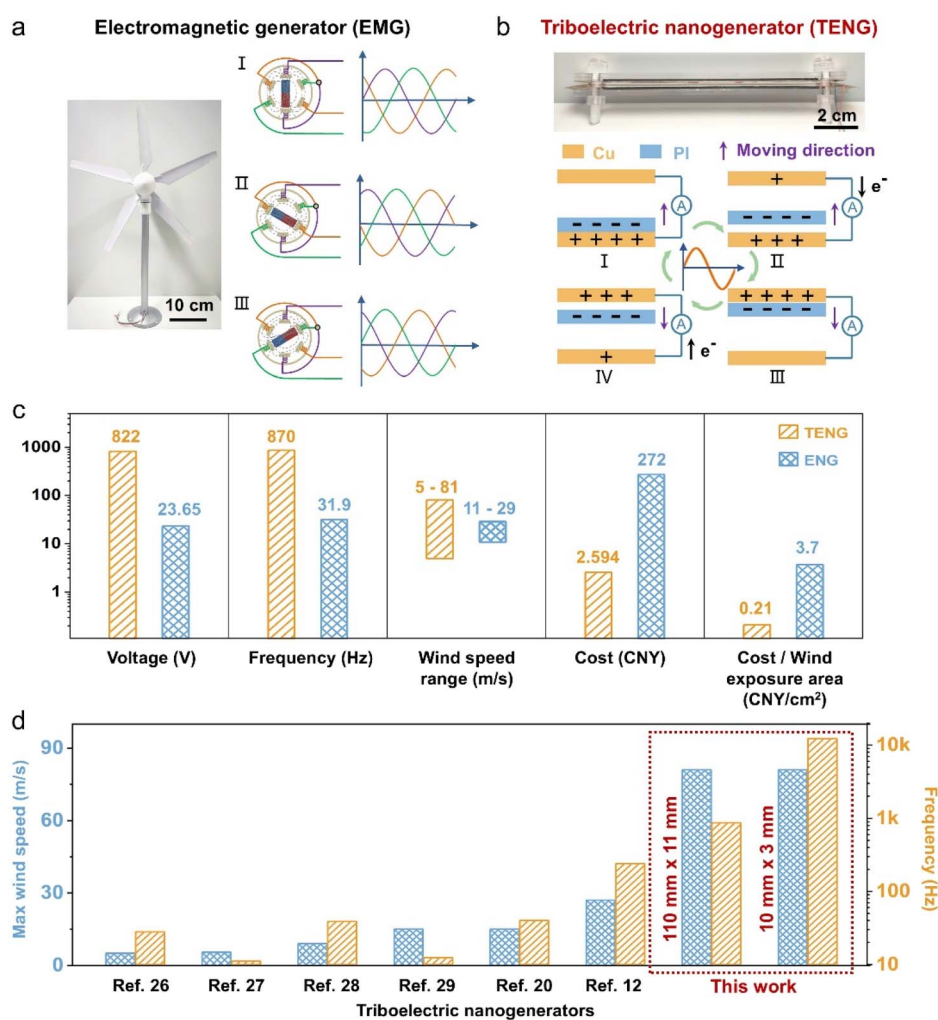 a
Electromagnetic generator (EMG)
I
II
III
10 cm
b
Triboelectric nanogenerator (TENG)
2 cm
Cu
PI
Moving direction
+
e-
A
A
- - - -
- - - -
+ + + +
+ + +
I
II
+ + +
+ + + +
- - - -
- - - -
A
A
e-
+
IV
III
c
1000
100
10
1
822
23.65
870
31.9
5 - 81
11 - 29
2.594
272
0.21
3.7
TENG
ENG
Voltage (V)
Frequency (Hz)
Wind speed
range (m/s)
Cost (CNY)
Cost / Wind
exposure area
(CNY/cm²)
d
Max wind speed (m/s)
90
60
30
0
110 mm x 11 mm
10 mm x 3 mm
10k
1k
100
10
Frequency (Hz)
Ref. 26
Ref. 27
Ref. 28
Ref. 29
Ref. 20
Ref. 12
This work
Triboelectric nanogenerators